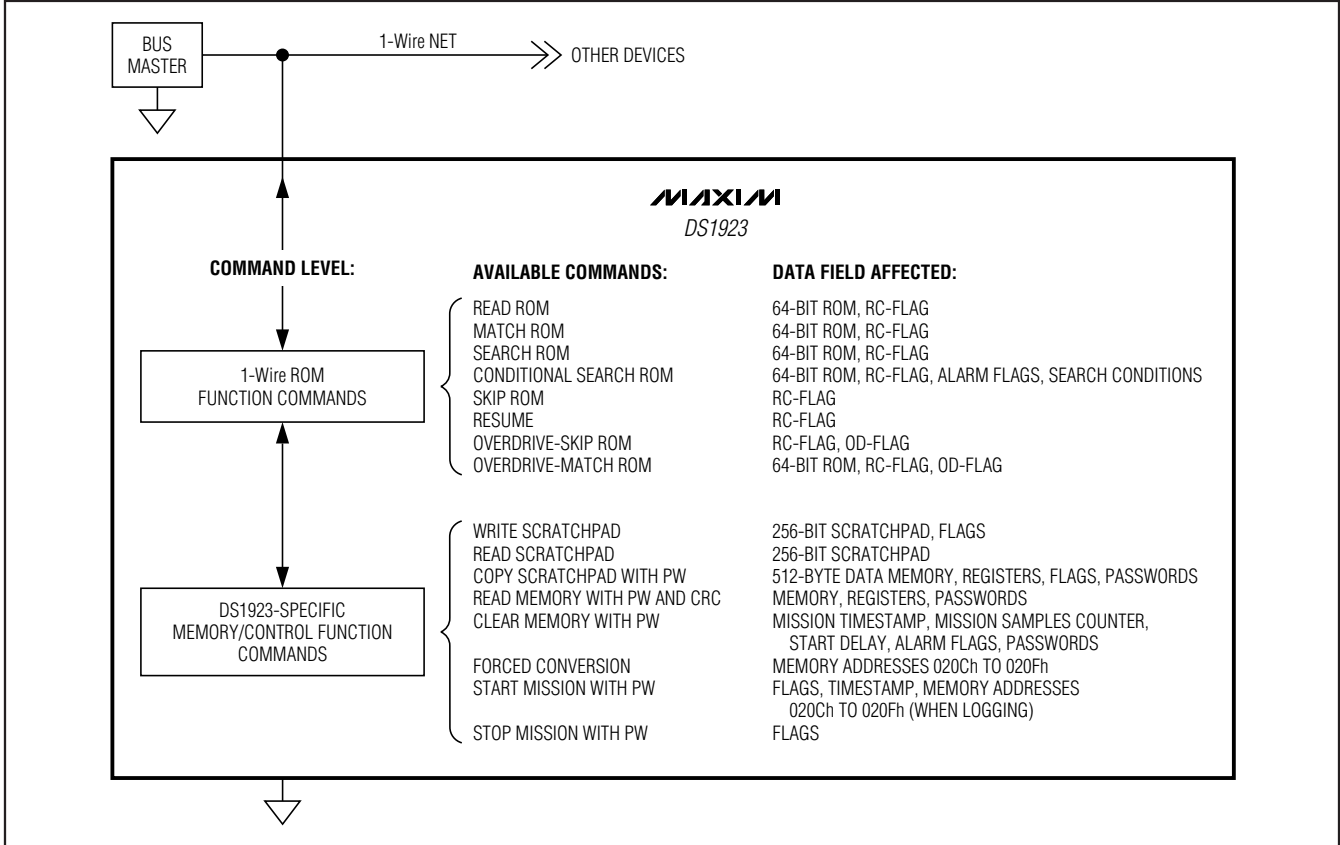 BUS
MASTER
1-Wire NET
OTHER DEVICES
MAXIM
DS1923
COMMAND LEVEL:
AVAILABLE COMMANDS:
DATA FIELD AFFECTED:
1-Wire ROM
FUNCTION COMMANDS
READ ROM 64-BIT ROM, RC-FLAG
MATCH ROM 64-BIT ROM, RC-FLAG
SEARCH ROM 64-BIT ROM, RC-FLAG
CONDITIONAL SEARCH ROM 64-BIT ROM, RC-FLAG, ALARM FLAGS, SEARCH CONDITIONS
SKIP ROM RC-FLAG
RESUME RC-FLAG
OVERDRIVE-SKIP ROM RC-FLAG, OD-FLAG
OVERDRIVE-MATCH ROM 64-BIT ROM, RC-FLAG, OD-FLAG
DS1923-SPECIFIC
MEMORY/CONTROL FUNCTION
COMMANDS
WRITE SCRATCHPAD 256-BIT SCRATCHPAD, FLAGS
READ SCRATCHPAD 256-BIT SCRATCHPAD
COPY SCRATCHPAD WITH PW 512-BYTE DATA MEMORY, REGISTERS, FLAGS, PASSWORDS
READ MEMORY WITH PW AND CRC MEMORY, REGISTERS, PASSWORDS
CLEAR MEMORY WITH PW MISSION TIMESTAMP, MISSION SAMPLES COUNTER,
START DELAY, ALARM FLAGS, PASSWORDS
FORCED CONVERSION MEMORY ADDRESSES 020Ch TO 020Fh
START MISSION WITH PW FLAGS, TIMESTAMP, MEMORY ADDRESSES
020Ch TO 020Fh (WHEN LOGGING)
STOP MISSION WITH PW FLAGS